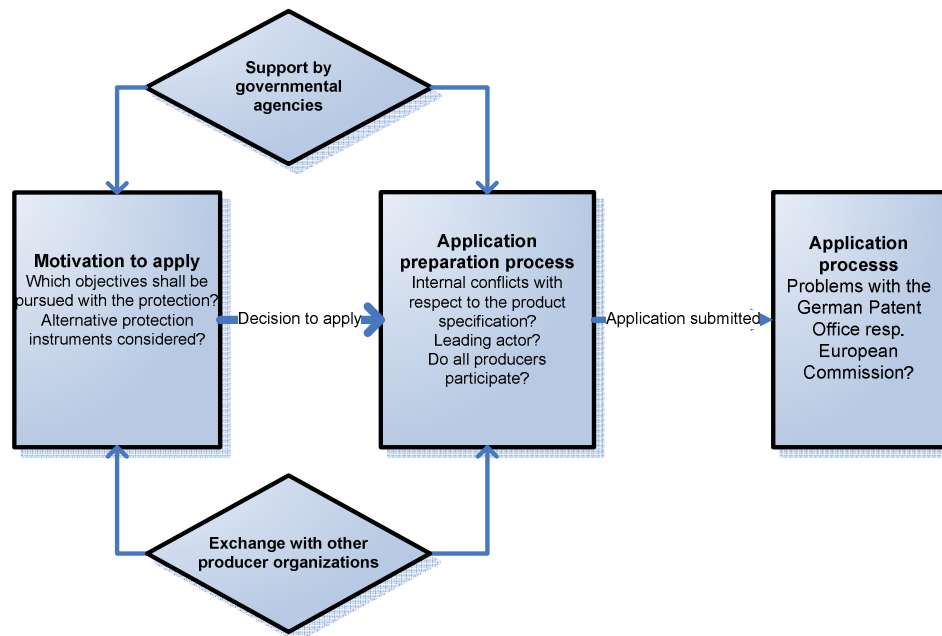 Support by
governmental
agencies
Motivation to apply
Which objectives shall be
pursued with the protection?
Alternative protection
instruments considered?
Decision to apply
Application
preparation process
Internal conflicts with
respect to the product
specification?
Leading actor?
Do all producers
participate?
Application submitted
Application
processs
Problems with the
German Patent
Office resp.
European
Commission?
Exchange with other
producer organizations